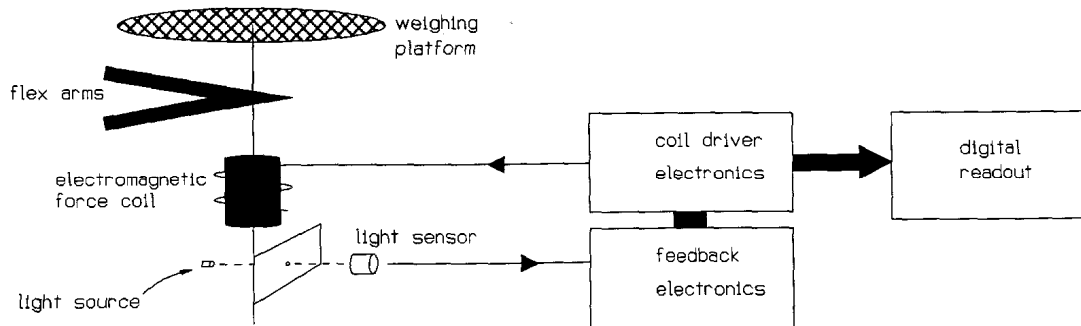 weighing
platform
flex arms
electromagnetic
force coil
coil driver
electronics
digital
readout
light sensor
feedback
electronics
light source